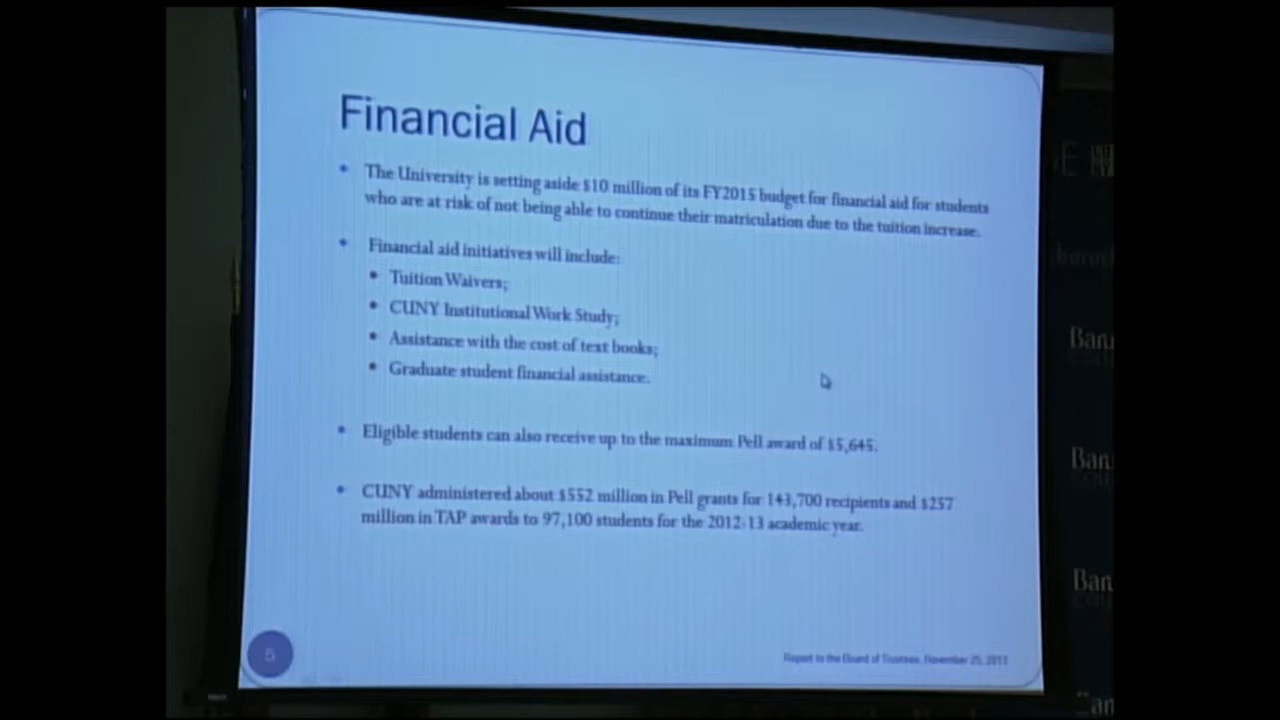 Financial Aid
The University is setting aside $10 million of its FY2015 budget for financial aid for students
who are at risk of not being able to continue their matriculation due to the tuition increase.
Financial aid initiatives will include:
Tuition Waivers;
CUNY Institutional Work Study;
Assistance with the cost of text books;
Graduate student financial assistance.
Eligible students can also receive up to the maximum Pell award of $5,645.
CUNY administered about $552 million in Pell grants for 143,700 recipients and $257
million in TAP awards to 97,100 students for the 2012-13 academic year.
5
Report to the Board of Trustees, November 25, 2013
Baru
Bar
Bar